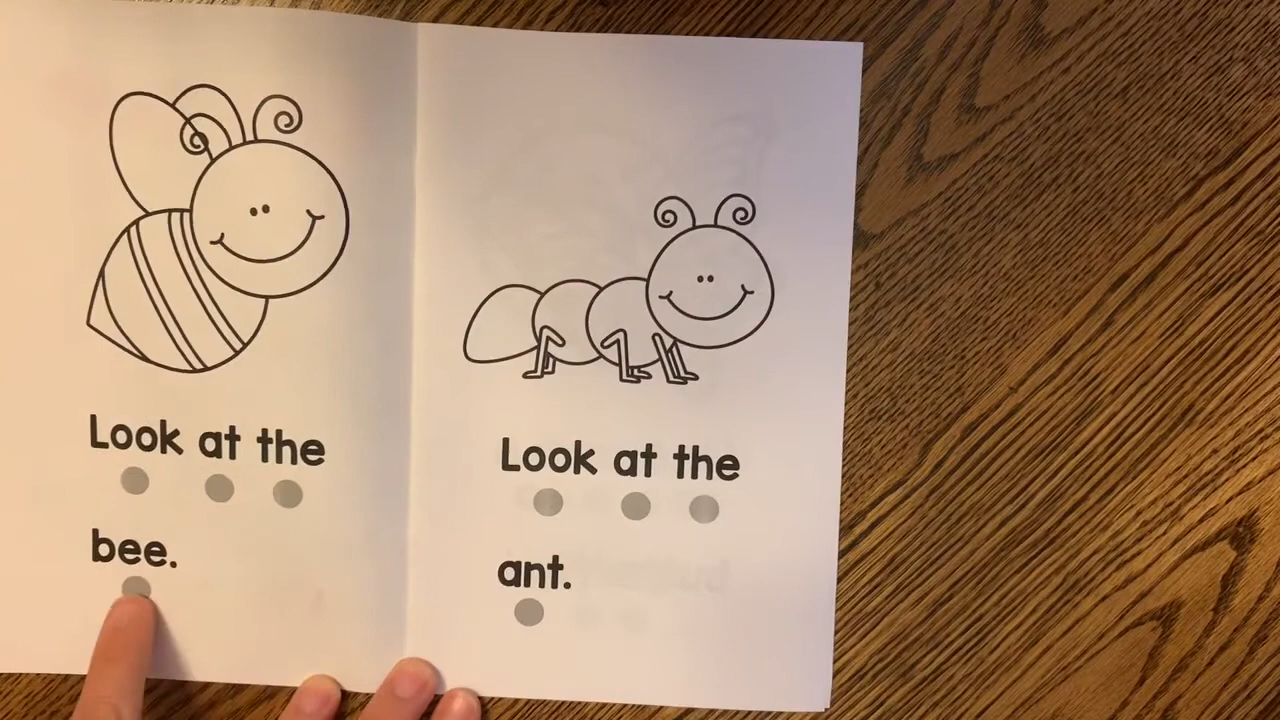 Look at the
bee.
Look at the
ant.